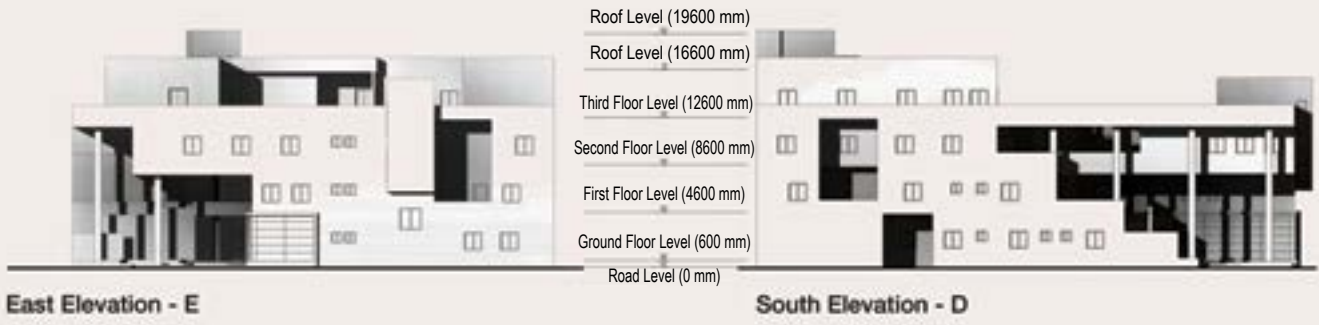 Roof Level (19600 mm)
Roof Level (16600 mm)
Third Floor Level (12600 mm)
Second Floor Level (8600 mm)
First Floor Level (4600 mm)
Ground Floor Level (600 mm)
Road Level (0 mm)
East Elevation - E
South Elevation - D